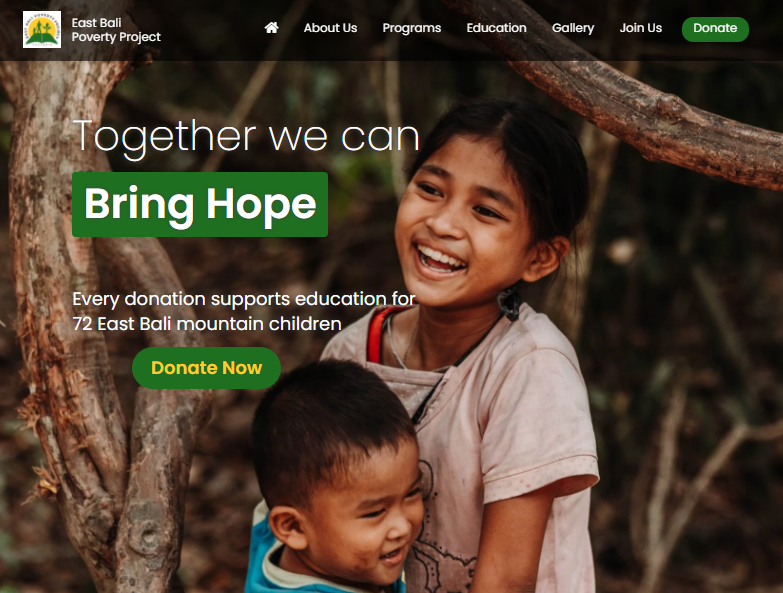 East Bali
Poverty Project
About Us
Programs
Education
Gallery
Join Us
Donate
Together we can
Bring Hope
Every donation supports education for
72 East Bali mountain children
Donate Now